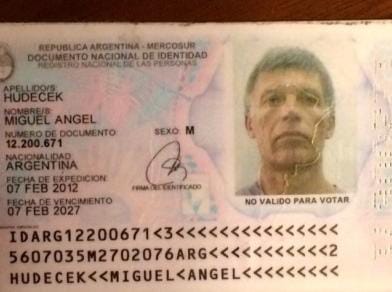 REPUBLICA ARGENTINA - MERCOSUR
DOCUMENTO NACIONAL DE IDENTIDAD
REGISTRO NACIONAL DE LAS PERSONAS
APELLIDO/S
HUDECEK
NOMBRE/S
MIGUEL ANGEL
NUMERO DE DOCUMENTO SEXO: M
12.200.671
NACIONALIDAD
ARGENTINA
FECHA DE EXPEDICION:
07 FEB 2012
FECHA DE VENCIMIENTO
07 FEB 2027
FIRMA DEL IDENTIFICADO
NO VALIDO PARA VOTAR
IDARG12200671<3<<<<<<<<<<<<<<<
5607035M2702076ARG<<<<<<<<<<<2
HUDECEK<<MIGUEL<ANGEL<<<<<<<<<